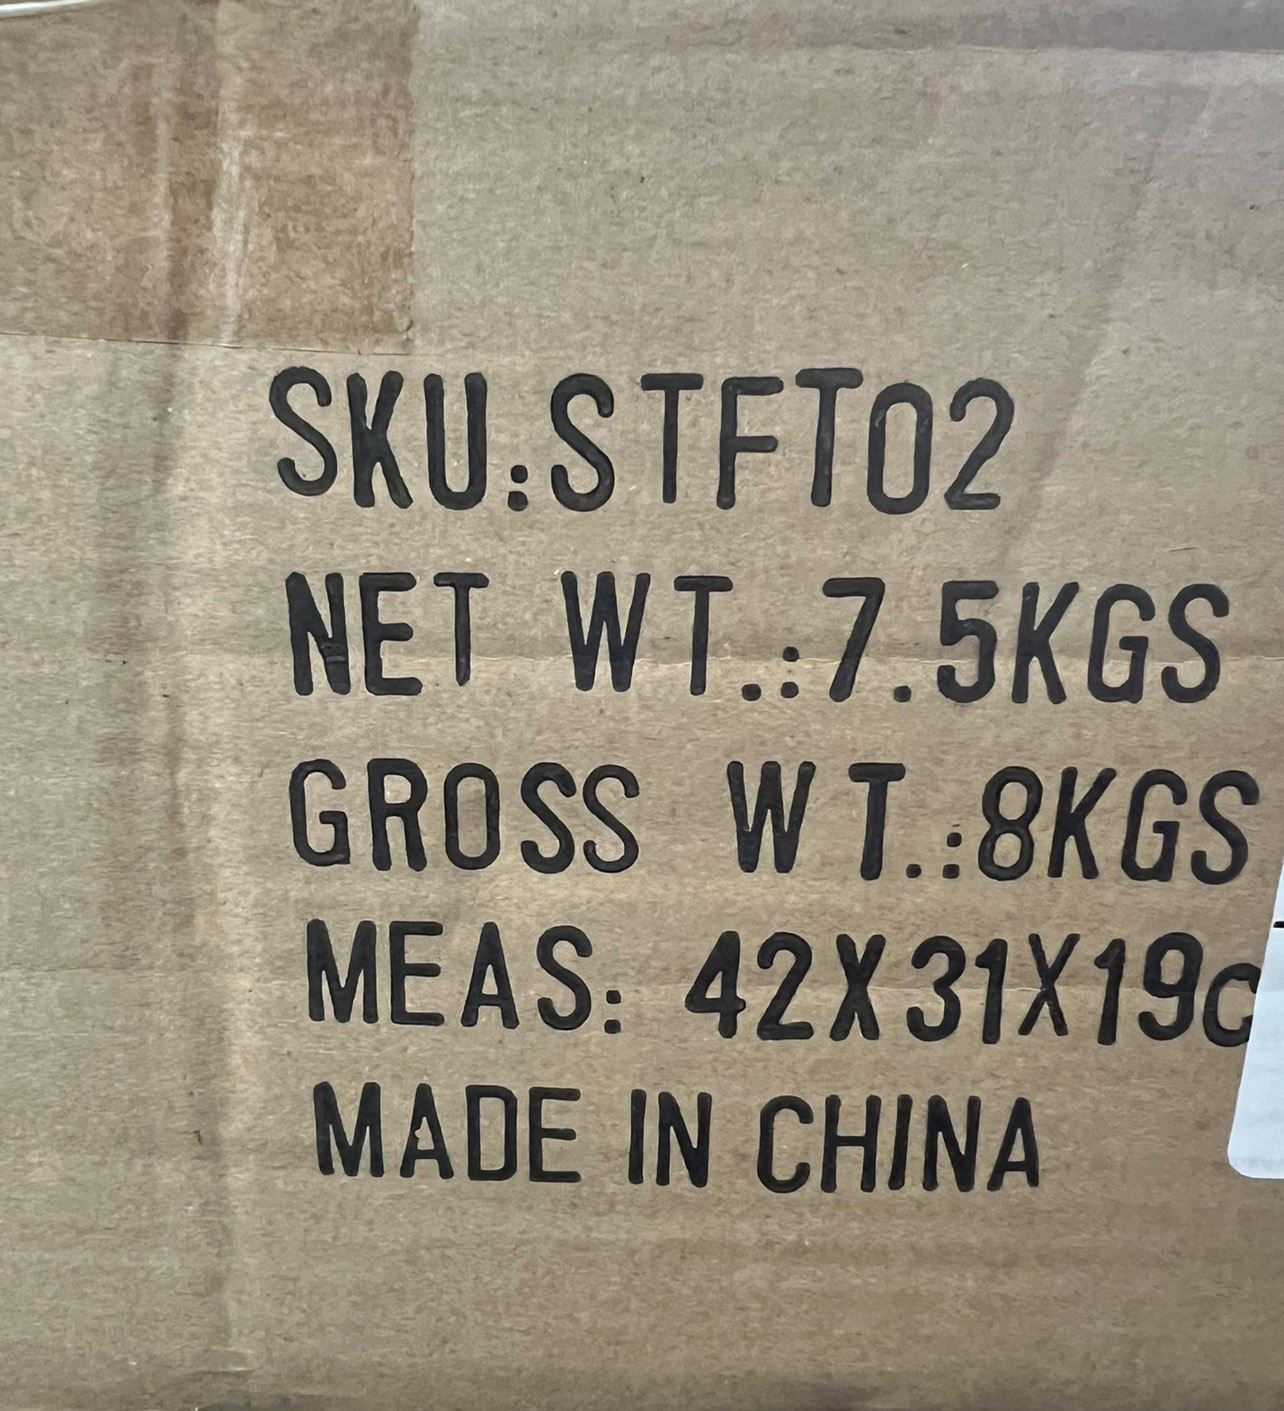 SKU:STFT02
NET WT.:7.5KGS
GROSS WT.:8KGS
MEAS: 42X31X19c
MADE IN CHINA